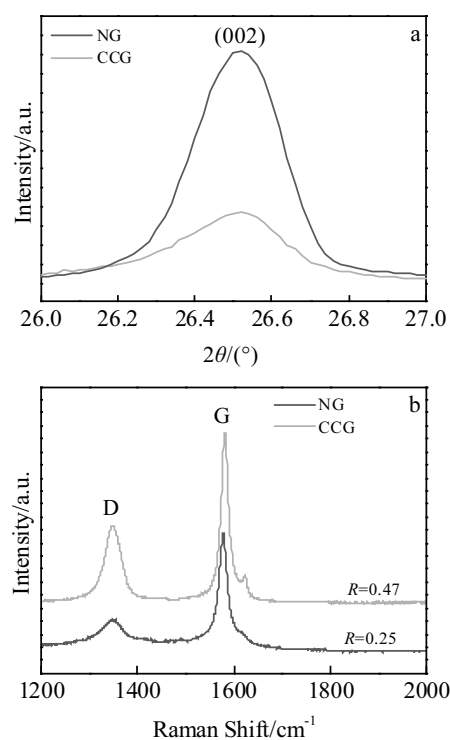 NG
CCG
(002)
a
Intensity/a.u.
26.0 26.2 26.4 26.6 26.8 27.0
2θ/(°)
NG
CCG
b
G
D
Intensity/a.u.
R=0.47
R=0.25
1200 1400 1600 1800 2000
Raman Shift/cm⁻¹